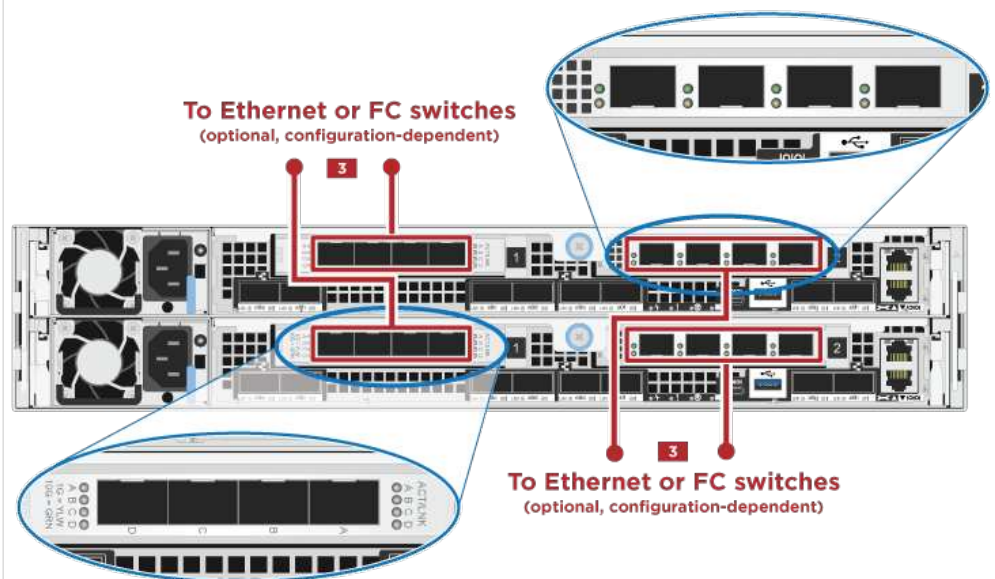 To Ethernet or FC switches
(optional, configuration-dependent)
3
1
1
2
3
To Ethernet or FC switches
(optional, configuration-dependent)
10G = GRN
1G = YLW
A B C D
D
C
B
A
ACT/LNK
A B C D